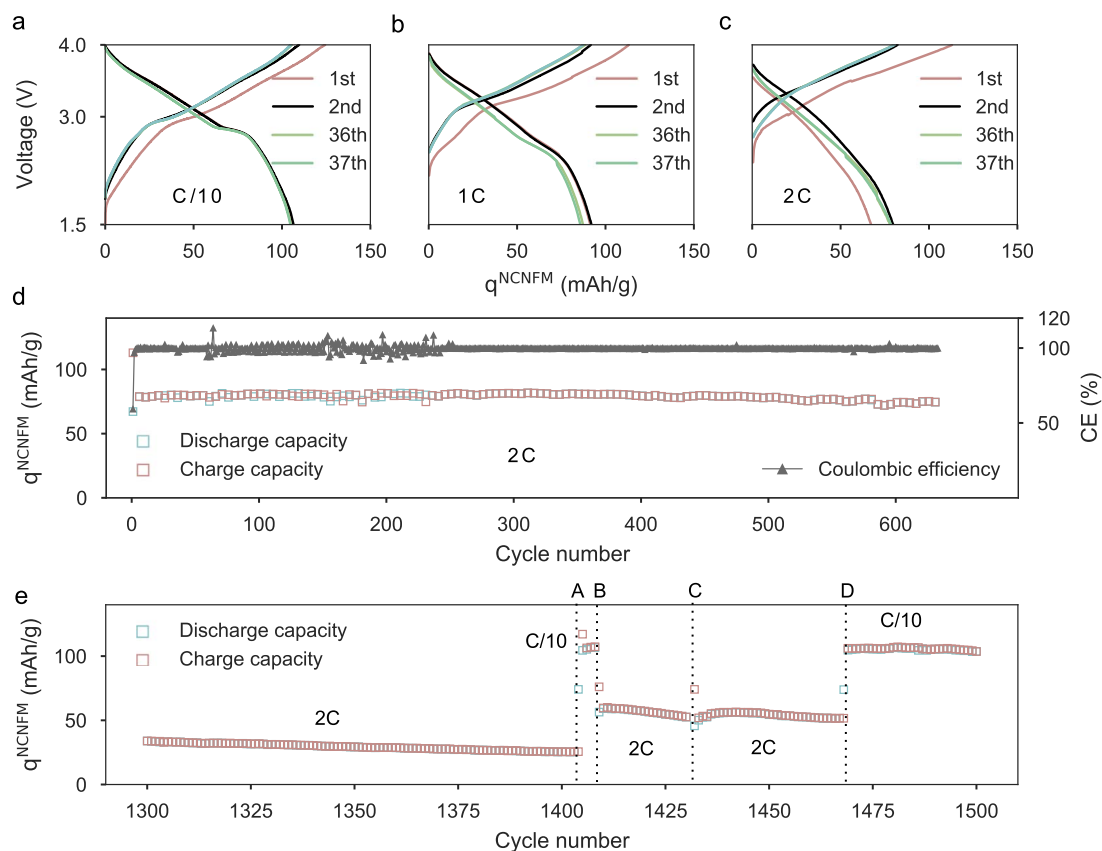 a
b
c
4.0
3.0
1.5
Voltage (V)
1st
2nd
36th
37th
C/10
1st
2nd
36th
37th
1C
1st
2nd
36th
37th
2C
0 50 100 150
0 50 100 150
0 50 100 150
qNCNFM (mAh/g)
d
qNCNFM (mAh/g)
100
50
0
120
100
50
CE (%)
Discharge capacity
Charge capacity
2C
Coulombic efficiency
0 100 200 300 400 500 600
Cycle number
e
A B C D
qNCNFM (mAh/g)
100
50
0
Discharge capacity
Charge capacity
C/10
C/10
2C
2C
2C
1300 1325 1350 1375 1400 1425 1450 1475 1500
Cycle number